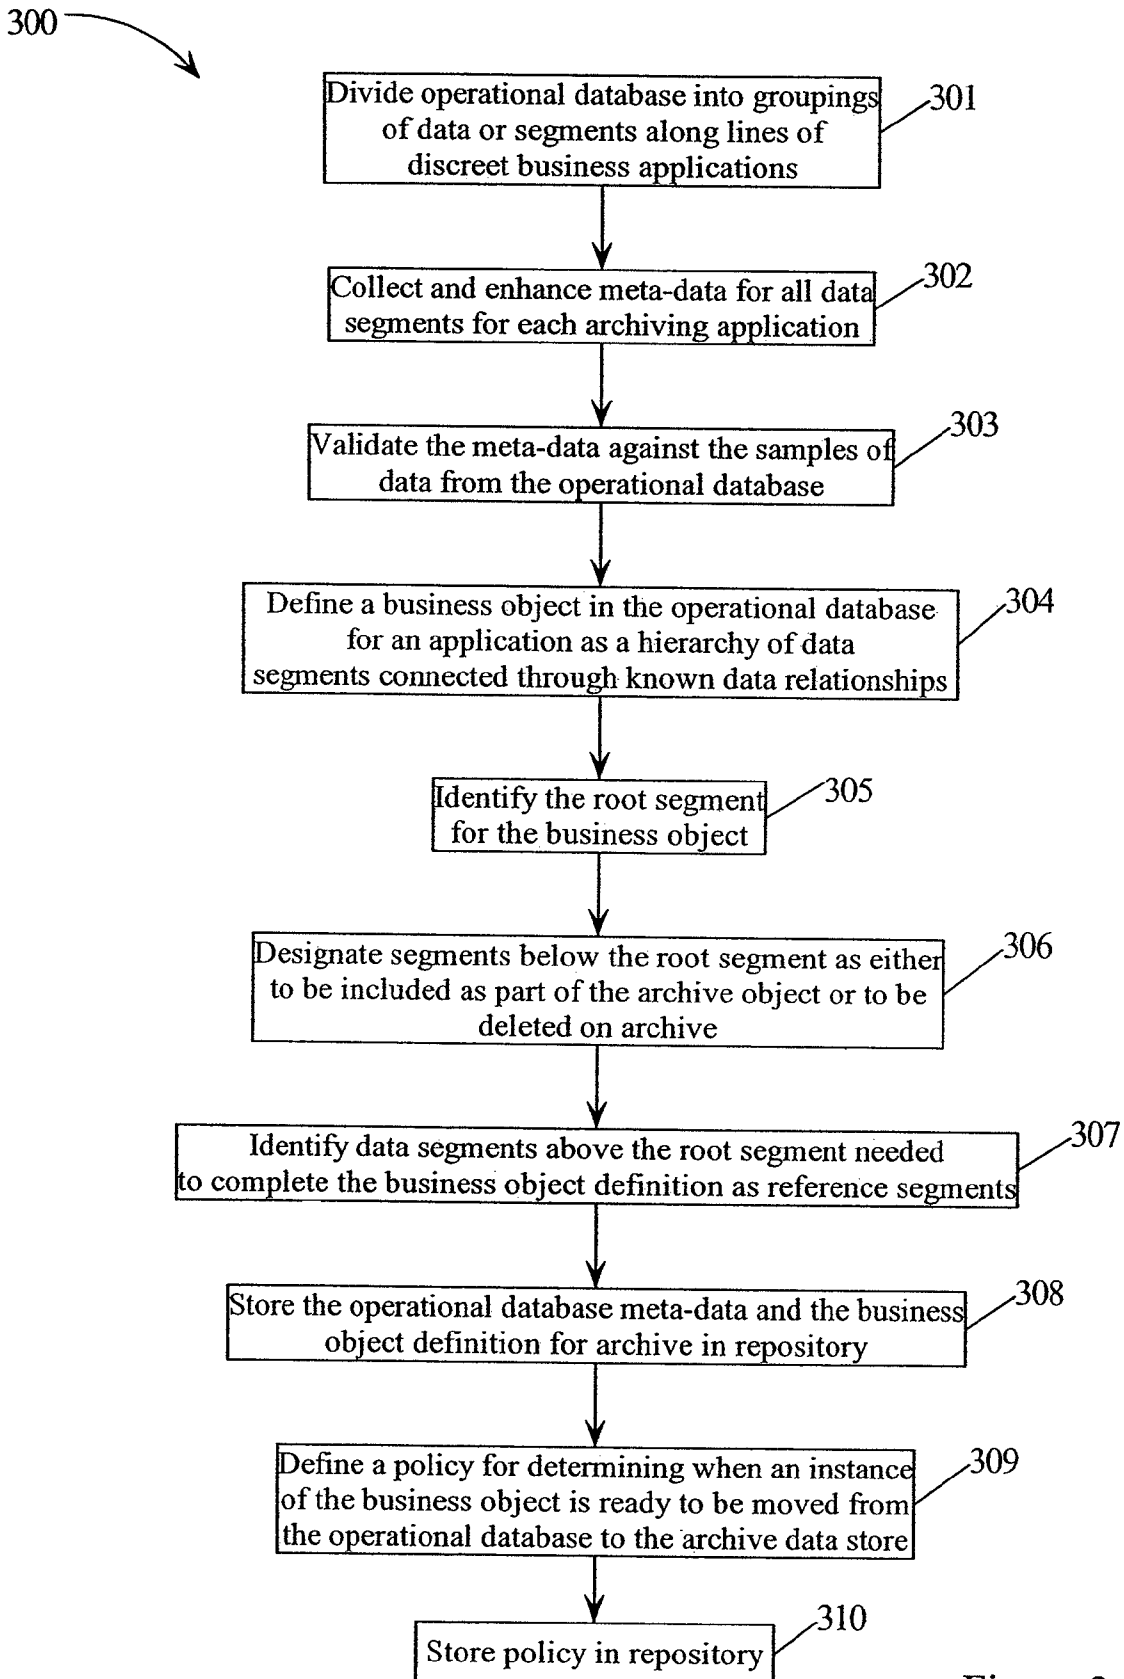 300
Divide operational database into groupings
of data or segments along lines of
discreet business applications
301
Collect and enhance meta-data for all data
segments for each archiving application
302
Validate the meta-data against the samples of
data from the operational database
303
Define a business object in the operational database
for an application as a hierarchy of data
segments connected through known data relationships
304
Identify the root segment
for the business object
305
Designate segments below the root segment as either
to be included as part of the archive object or to be
deleted on archive
306
Identify data segments above the root segment needed
to complete the business object definition as reference segments
307
Store the operational database meta-data and the business
object definition for archive in repository
308
Define a policy for determining when an instance
of the business object is ready to be moved from
the operational database to the archive data store
309
Store policy in repository
310